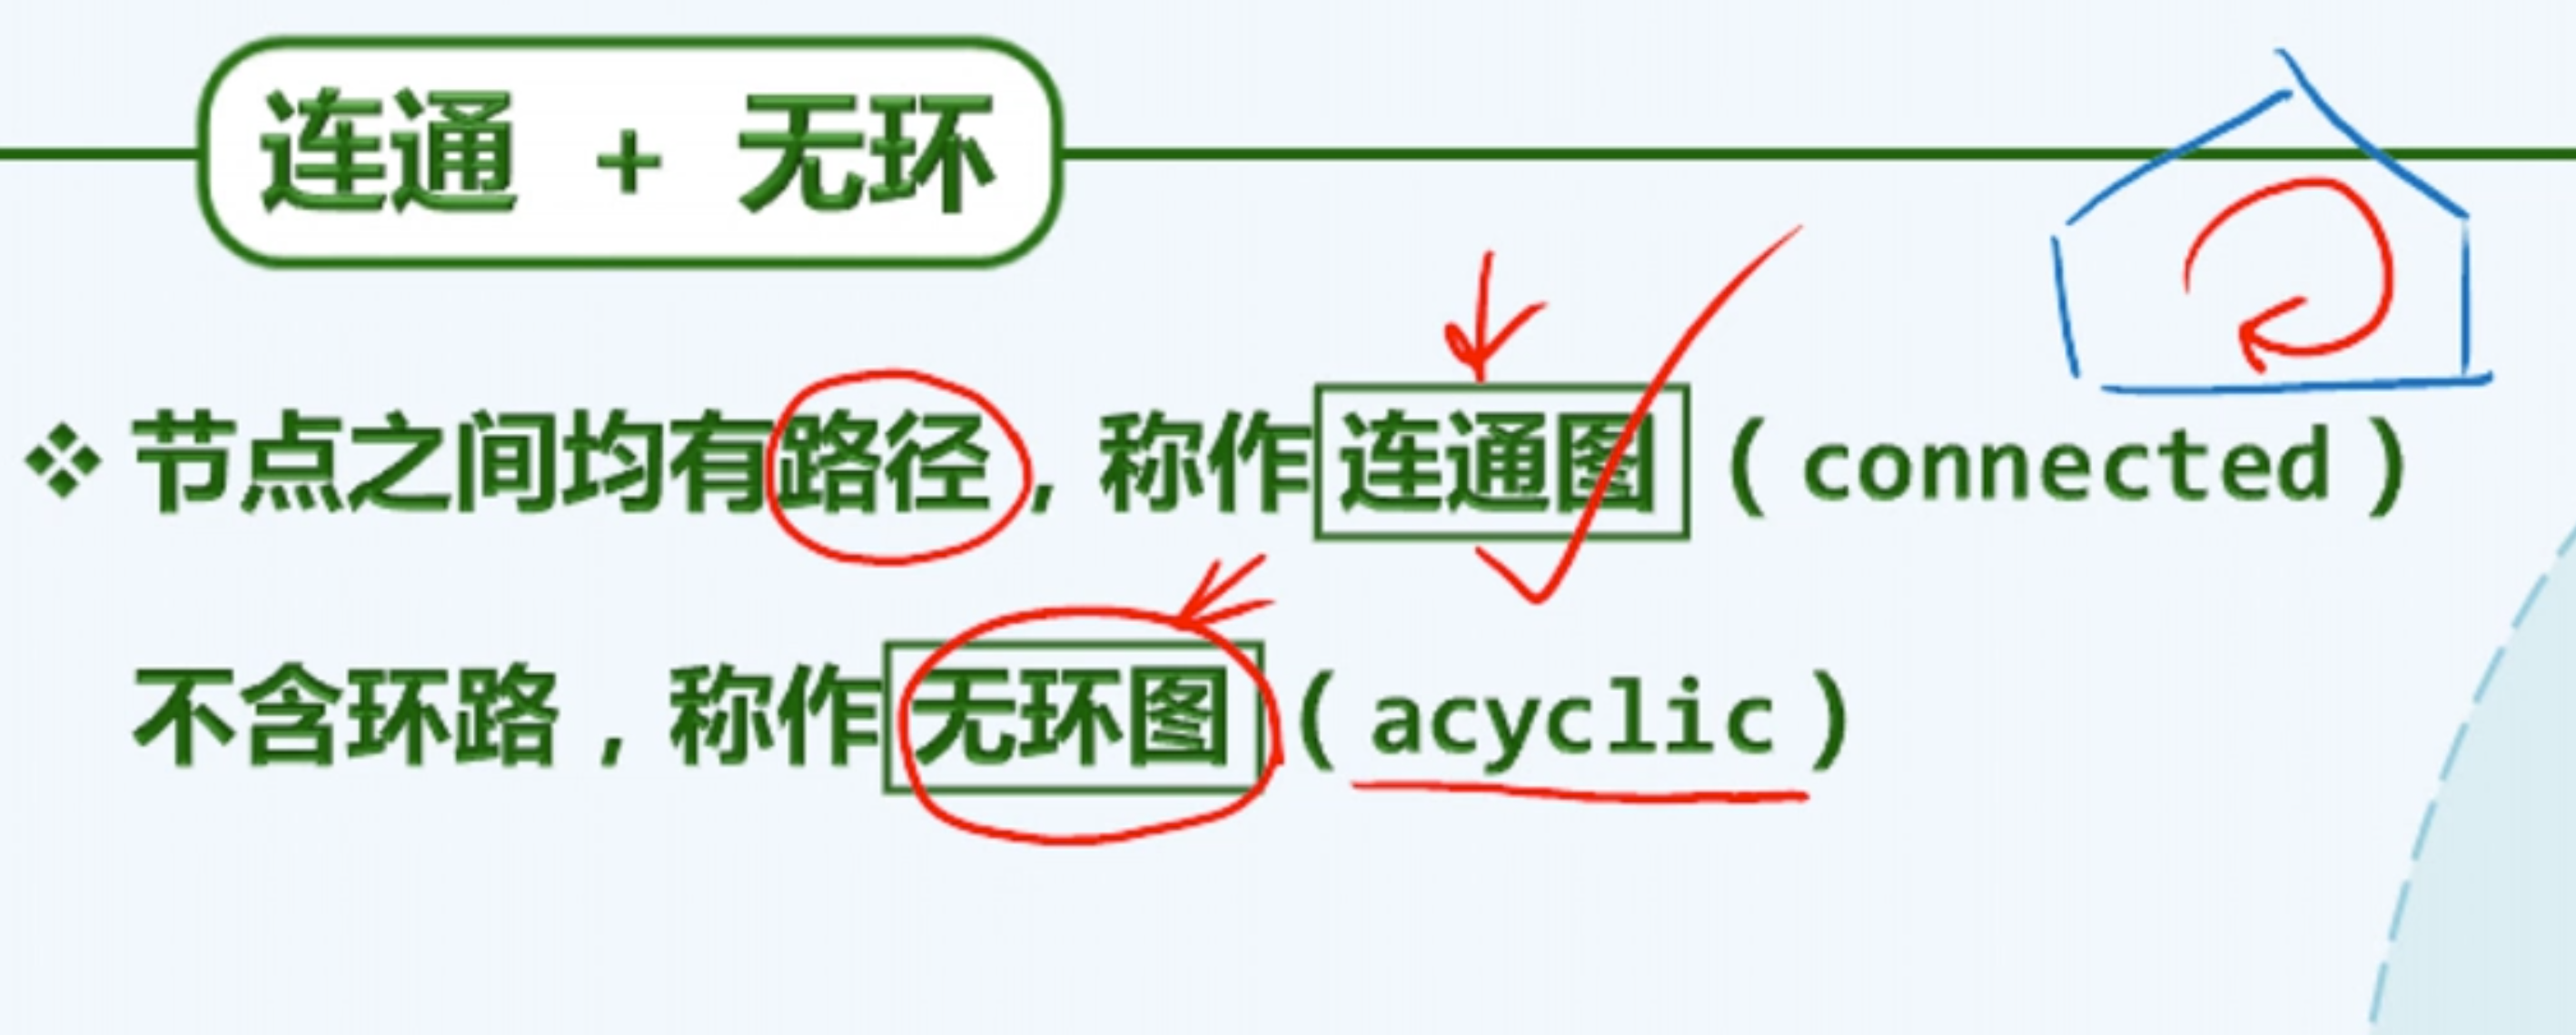 连通 + 无环
❖ 节点之间均有路径，称作连通图（connected）
不含环路，称作无环图（acyclic）